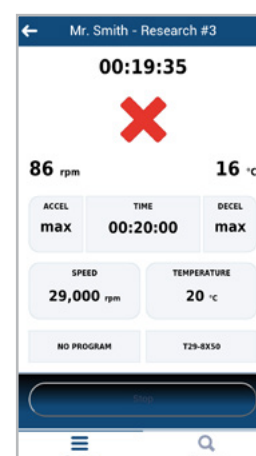 Mr. Smith - Research #3
00:19:35
86 rpm 16 °C
ACCEL TIME DECEL
max 00:20:00 max
SPEED TEMPERATURE
29,000 rpm 20 °C
NO PROGRAM T29-8X50
Stop